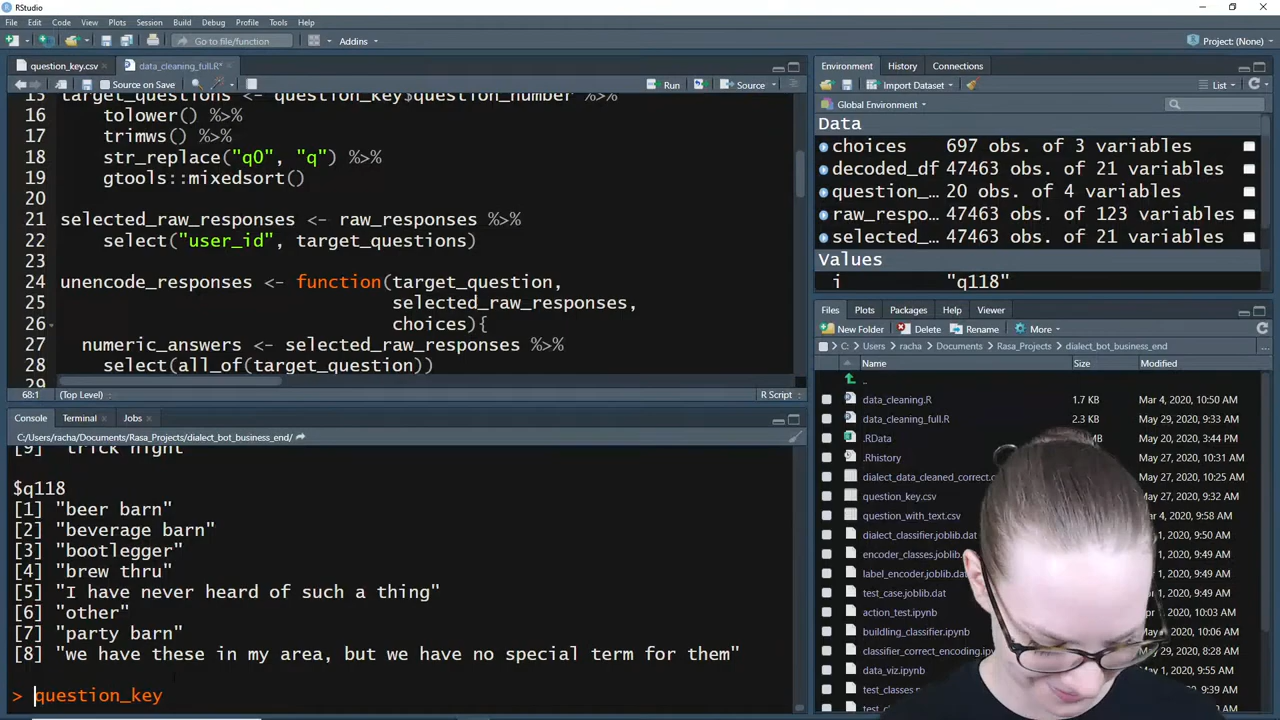 RStudio
File Edit Code View Plots Session Build Debug Profile Tools Help
Go to file/function Addins Project: (None)
question_key.csv data_cleaning_full.R*
Source on Save Run Source
15 target_questions <- question_key$question_number %>%
16 tolower() %>%
17 trimws() %>%
18 str_replace("q0", "q") %>%
19 gtools::mixedsort()
20
21 selected_raw_responses <- raw_responses %>%
22 select("user_id", target_questions)
23
24 unencode_responses <- function(target_question,
25 selected_raw_responses,
26 choices){
27 numeric_answers <- selected_raw_responses %>%
28 select(all_of(target_question))
29
68:1 (Top Level) R Script
Console Terminal Jobs
C:/Users/racha/Documents/Rasa_Projects/dialect_bot_business_end/
[9] "trick night"
$q118
[1] "beer barn"
[2] "beverage barn"
[3] "bootlegger"
[4] "brew thru"
[5] "I have never heard of such a thing"
[6] "other"
[7] "party barn"
[8] "we have these in my area, but we have no special term for them"
> question_key
Environment History Connections
Import Dataset List
Global Environment
Data
choices 697 obs. of 3 variables
decoded_df 47463 obs. of 21 variables
question_… 20 obs. of 4 variables
raw_respo… 47463 obs. of 123 variables
selected_… 47463 obs. of 21 variables
Values
i "q118"
Files Plots Packages Help Viewer
New Folder Delete Rename More
C: Users racha Documents Rasa_Projects dialect_bot_business_end ...
Name Size Modified
..
data_cleaning.R 1.7 KB Mar 4, 2020, 10:50 AM
data_cleaning_full.R 2.3 KB May 29, 2020, 9:33 AM
.RData MB May 20, 2020, 3:44 PM
.Rhistory May 27, 2020, 10:31 AM
dialect_data_cleaned_correct.c May 27, 2020, 10:25 AM
question_key.csv May 27, 2020, 9:32 AM
question_with_text.csv Mar 4, 2020, 9:58 AM
dialect_classifier.joblib.dat 1, 2020, 9:50 AM
encoder_classes.joblib. 1, 2020, 9:49 AM
label_encoder.joblib.da 1, 2020, 9:49 AM
test_case.joblib.dat 1, 2020, 9:49 AM
action_test.ipynb 2020, 10:03 AM
buildling_classifier.ipynb 2020, 10:06 AM
classifier_correct_encoding.ipy 29, 2020, 8:28 AM
data_viz.ipynb
test_classes